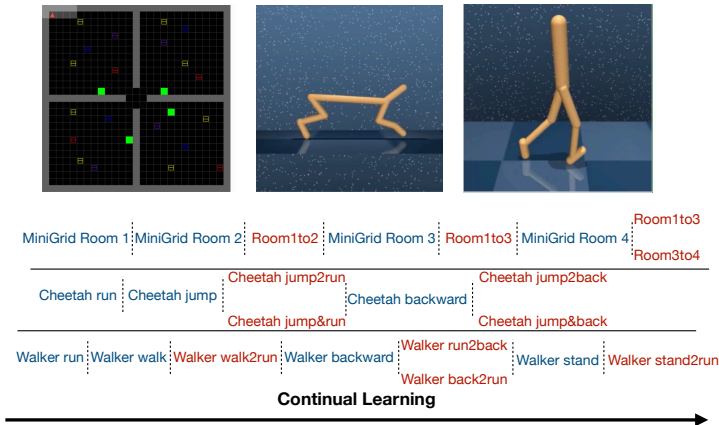 MiniGrid Room 1 MiniGrid Room 2 Room1to2 MiniGrid Room 3 Room1to3 MiniGrid Room 4 Room1to3
Room3to4
Cheetah run Cheetah jump Cheetah jump2run Cheetah backward Cheetah jump2back
Cheetah jump&run Cheetah jump&back
Walker run Walker walk Walker walk2run Walker backward Walker run2back Walker stand Walker stand2run
Walker back2run
Continual Learning